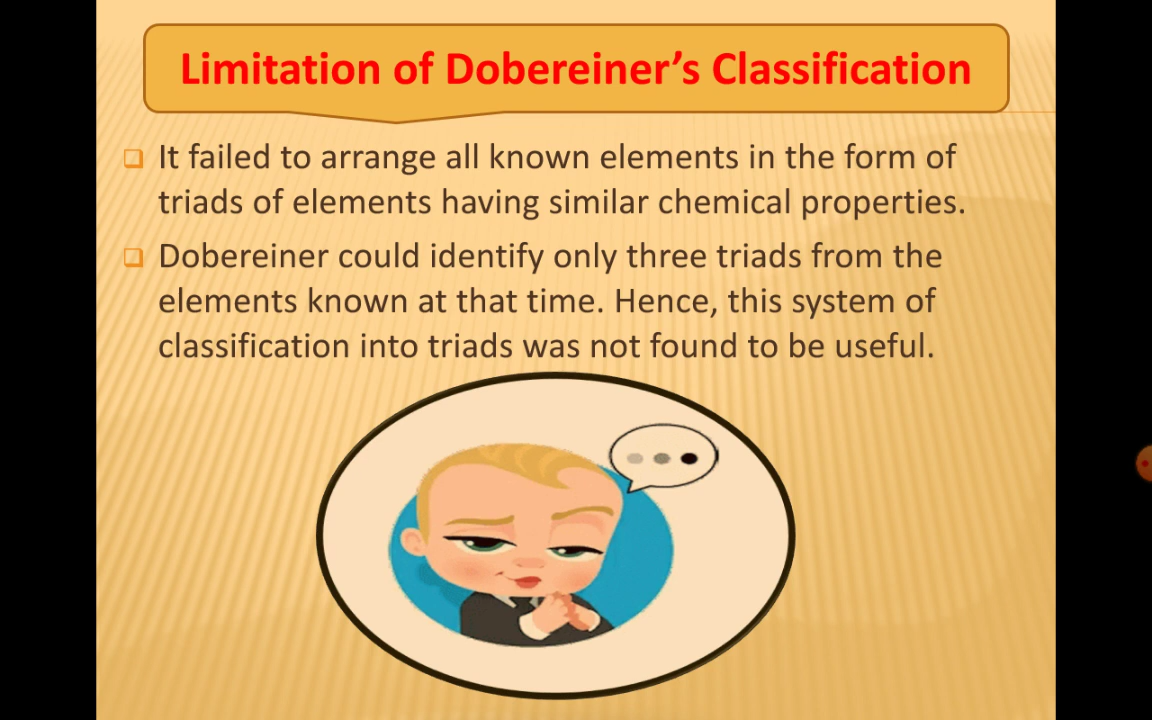 Limitation of Dobereiner’s Classification
It failed to arrange all known elements in the form of
triads of elements having similar chemical properties.
Dobereiner could identify only three triads from the
elements known at that time. Hence, this system of
classification into triads was not found to be useful.